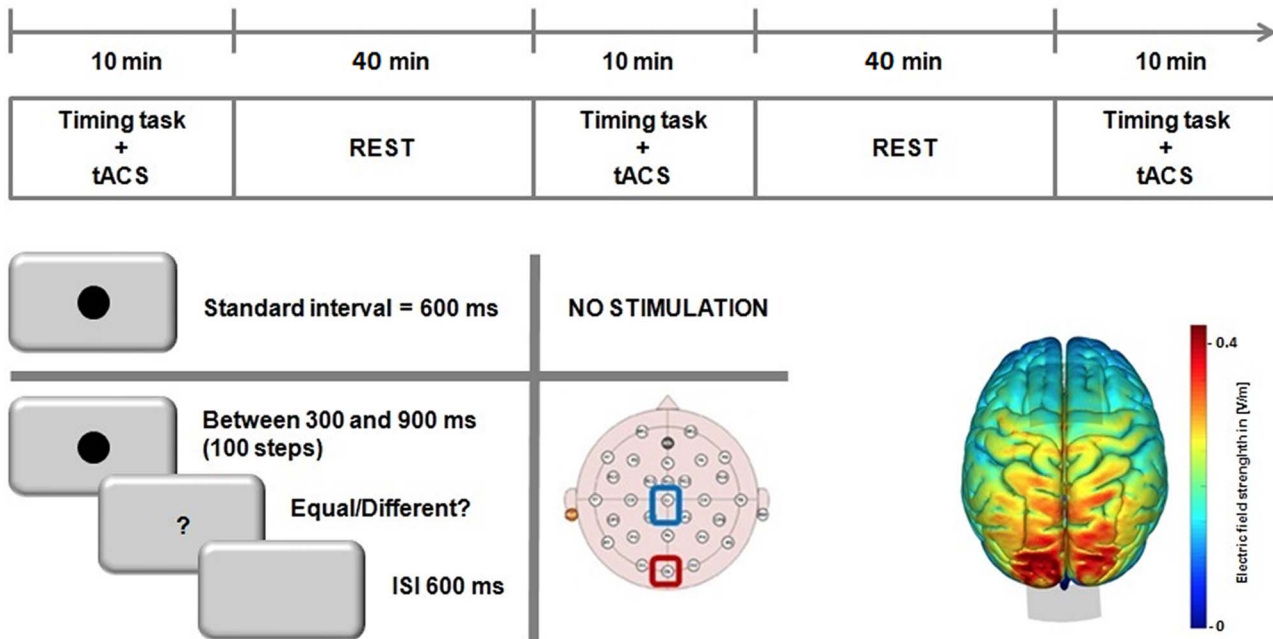 10 min
40 min
10 min
40 min
10 min
Timing task
+
tACS
REST
Timing task
+
tACS
REST
Timing task
+
tACS
Standard interval = 600 ms
NO STIMULATION
Between 300 and 900 ms
(100 steps)
?
Equal/Different?
ISI 600 ms
- 0.4
Electric field strenghthin [V/m]
- 0